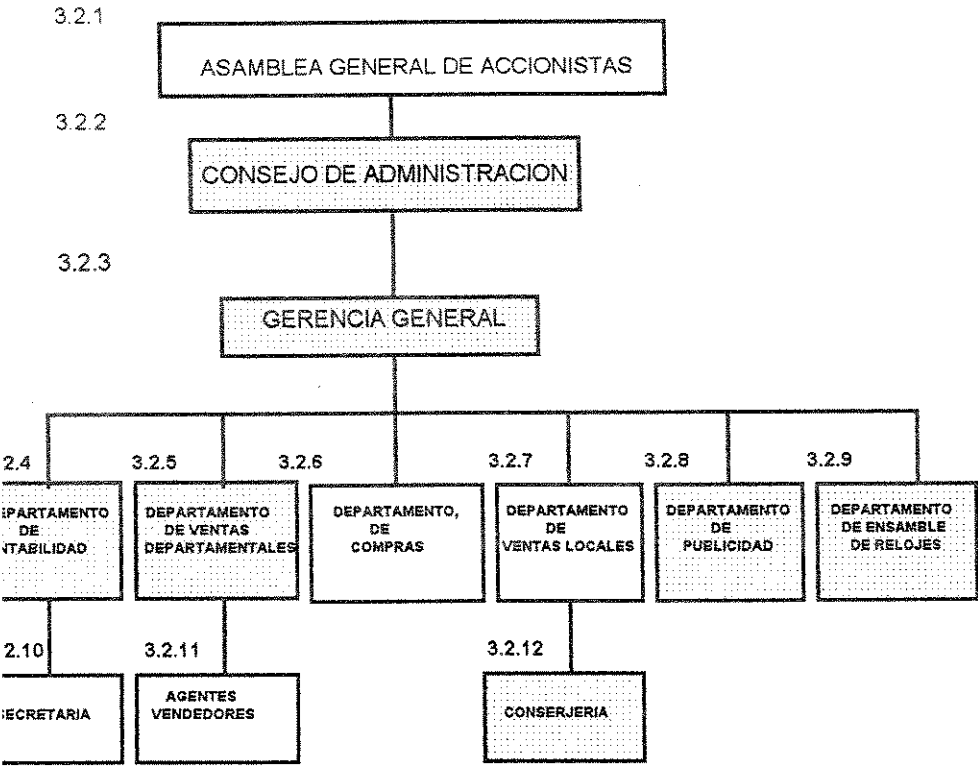 3.2.1
ASAMBLEA GENERAL DE ACCIONISTAS
3.2.2
CONSEJO DE ADMINISTRACION
3.2.3
GERENCIA GENERAL
2.4
3.2.5
3.2.6
3.2.7
3.2.8
3.2.9
EPARTAMENTO
DE
NTABILIDAD
DEPARTAMENTO
DE VENTAS
DEPARTAMENTALES
DEPARTAMENTO,
DE
COMPRAS
DEPARTAMENTO
DE
VENTAS LOCALES
DEPARTAMENTO
DE
PUBLICIDAD
DEPARTAMENTO
DE ENSAMBLE
DE RELOJES
2.10
3.2.11
3.2.12
SECRETARIA
AGENTES
VENDEDORES
CONSERJERIA